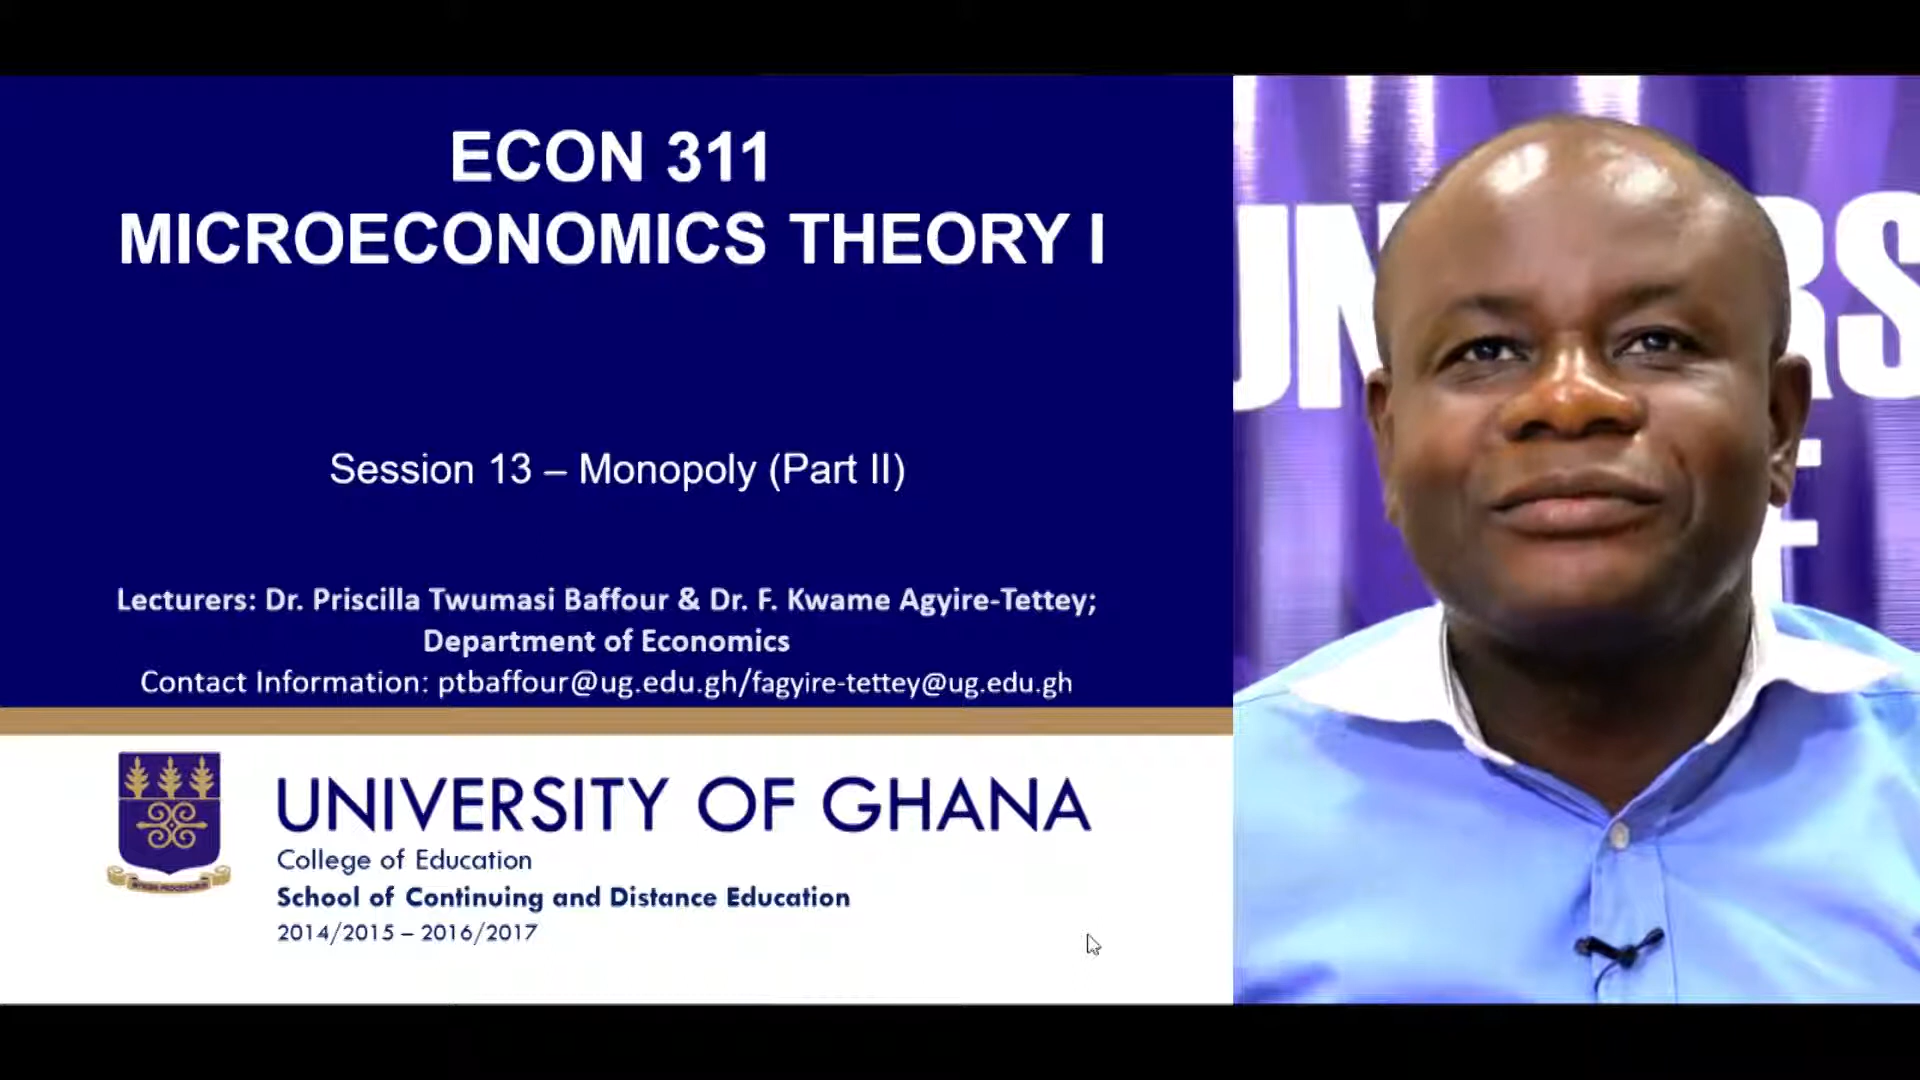 ECON 311
MICROECONOMICS THEORY I
Session 13 – Monopoly (Part II)
Lecturers: Dr. Priscilla Twumasi Baffour & Dr. F. Kwame Agyire-Tettey;
Department of Economics
Contact Information: ptbaffour@ug.edu.gh/fagyire-tettey@ug.edu.gh
UNIVERSITY OF GHANA
College of Education
School of Continuing and Distance Education
2014/2015 – 2016/2017